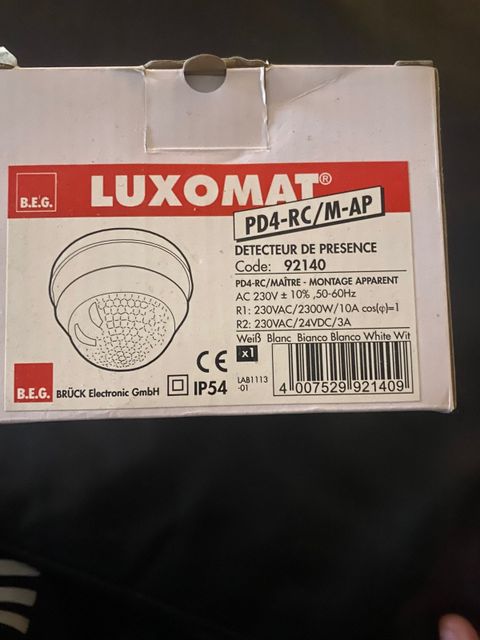 B.E.G.
LUXOMAT®
PD4-RC/M-AP
DETECTEUR DE PRESENCE
Code: 92140
PD4-RC/MAÎTRE - MONTAGE APPARENT
AC 230V ± 10% ,50-60Hz
R1: 230VAC/2300W/10A cos(φ)=1
R2: 230VAC/24VDC/3A
Weiß Blanc Bianco Blanco White Wit
x1
CE
B.E.G. BRÜCK Electronic GmbH IP54
LAB1113
-01
4 007529 921409